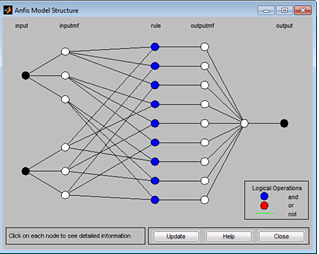 Anfis Model Structure
input inputmf rule outputmf output
Logical Operations
and
or
not
Click on each node to see detailed information
Update Help Close